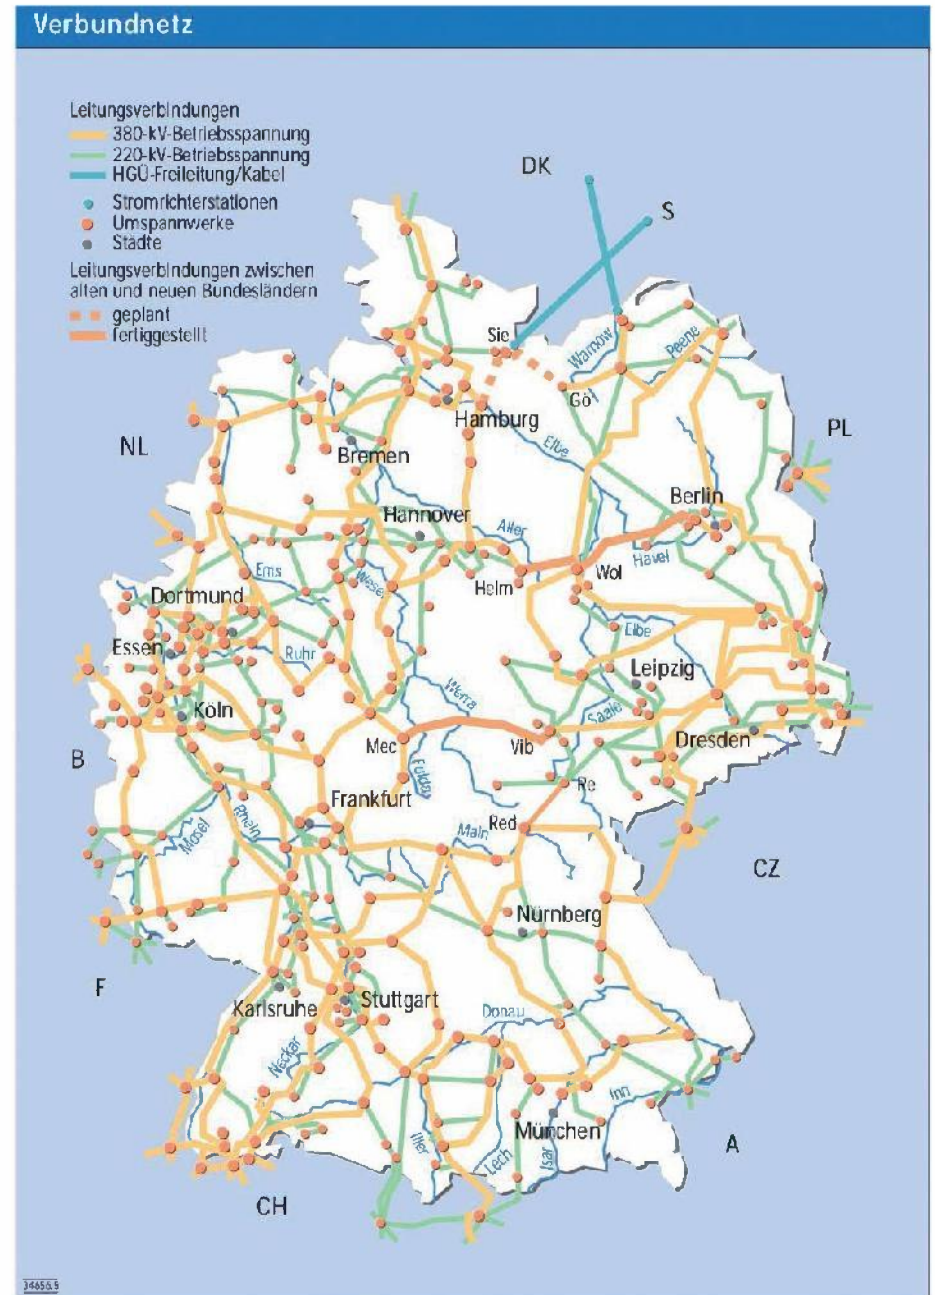 Verbundnetz
Leitungsverbindungen
380-kV-Betriebsspannung
220-kV-Betriebsspannung
HGÜ-Freileitung/Kabel
Stromrichterstationen
Umspannwerke
Städte
Leitungsverbindungen zwischen
alten und neuen Bundesländern
geplant
fertiggestellt
DK
S
Sie
Warnow
Peene
Gö
Hamburg
NL
PL
Elbe
Bremen
Berlin
Hannover
Aller
Havel
Ems
Weser
Helm
Wol
Dortmund
Elbe
Essen
Ruhr
Leipzig
Werra
Saale
Köln
Mec
Vib
Dresden
B
Fulda
Re
Frankfurt
Rhein
Mosel
Main
Red
CZ
Nürnberg
F
Karlsruhe
Stuttgart
Donau
Neckar
Inn
München
Iller
Lech
Isar
A
CH
34656.5